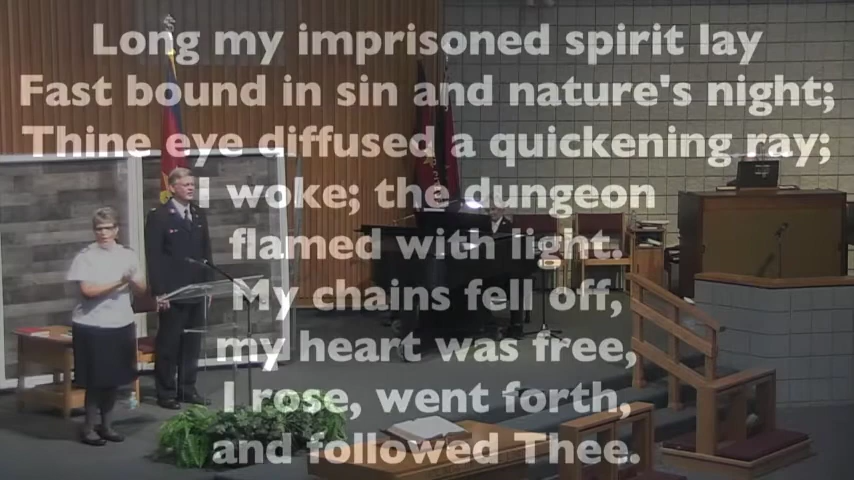 Long my imprisoned spirit lay
Fast bound in sin and nature's night;
Thine eye diffused a quickening ray;
I woke; the dungeon
flamed with light.
My chains fell off,
my heart was free,
I rose, went forth,
and followed Thee.